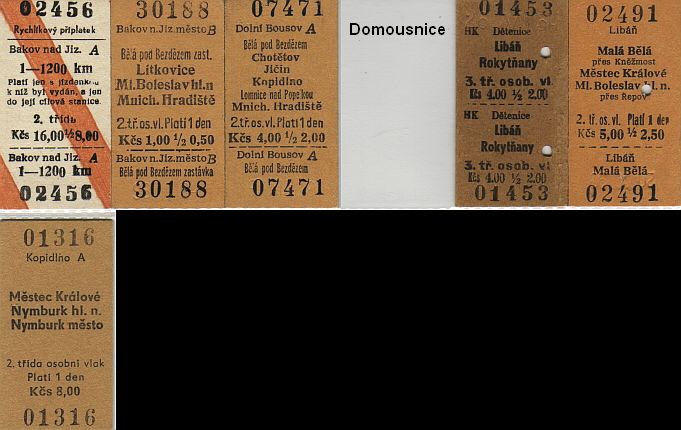 02456
Rychlíkový příplatek
Bakov nad Jiz. A
1—1200 km
Platí jen s jízdenkou
k níž byl vydán, a jen
do její cílové stanice.
2. třída
Kčs 16,00 ½ 8,00
Bakov nad Jiz. A
1—1200 km
02456
30188
Bakov n.Jiz.město B
Bělá pod Bezdězem zast.
Lítkovice
Ml.Boleslav hl.n
Mnich. Hradiště
2.tř.os.vl. Platí 1 den
Kčs 1,00 ½ 0,50
Bakov n.Jiz.město B
Bělá pod Bezdězem zastávka
30188
07471
Dolní Bousov A
Bělá pod Bezdězem
Chotětov
Jičín
Kopidlno
Lomnice nad Popelkou
Mnich. Hradiště
2.tř.os.vl. Platí 1 den
Kčs 4,00 ½ 2,00
Dolní Bousov A
Bělá pod Bezdězem
07471
Domousnice
01453
HK Dětenice
Libáň
Rokytňany
3. tř. osob. vl.
Kčs 4.00 ½ 2.00
HK Dětenice
Libáň
Rokytňany
3. tř. osob. vl
Kčs 4.00 ½ 2.00
01453
02491
Libáň
Malá Bělá
přes Kněžmost
Městec Králové
Ml. Boleslav hl. n.
přes Řepov
2. tř. os. vl. Platí 1 den
Kčs 5,00 ½ 2,50
Libáň
Malá Bělá
02491
01316
Kopidlno A
Městec Králové
Nymburk hl. n.
Nymburk město
2. třída osobní vlak
Platí 1 den
Kčs 8,00
01316